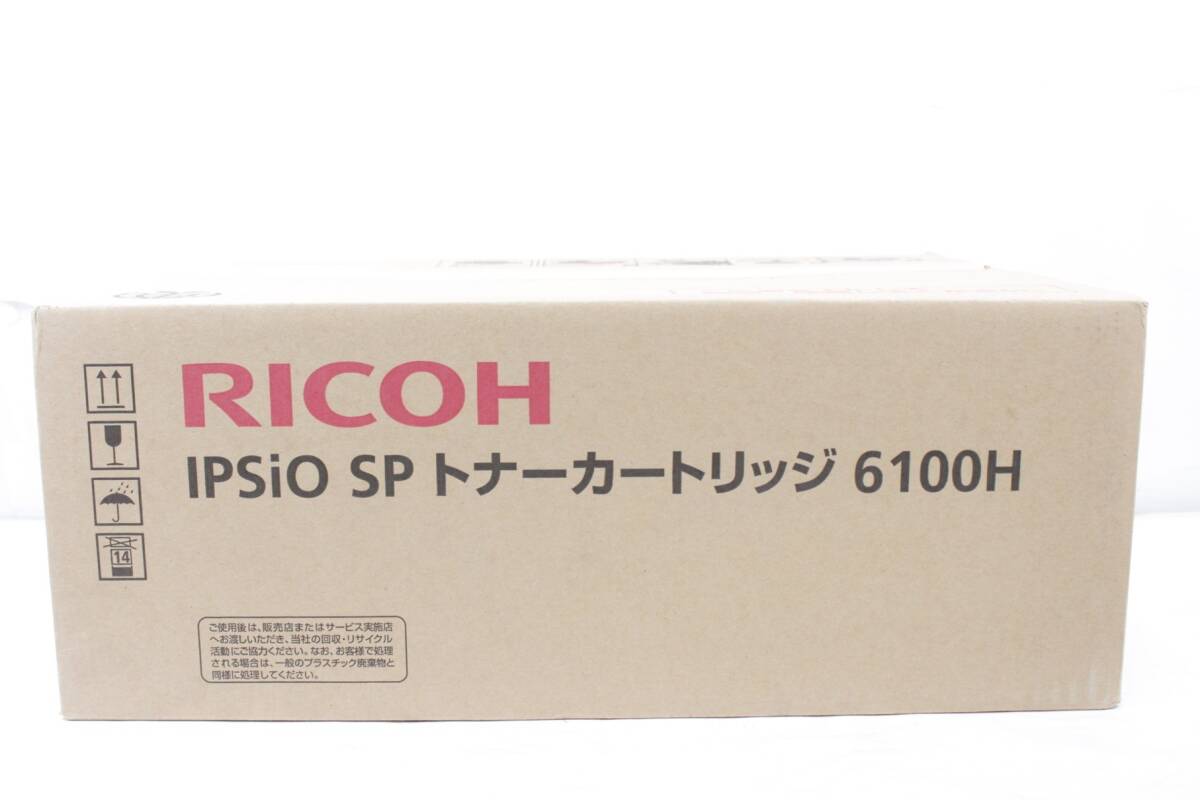 RICOH
IPSiO SP トナーカートリッジ 6100H
14
ご使用後は、販売店またはサービス実施店
へお渡しいただき、当社の回収・リサイクル
活動にご協力ください。なお、お客様で処理
される場合は、一般のプラスチック廃棄物と
同様に処理してください。